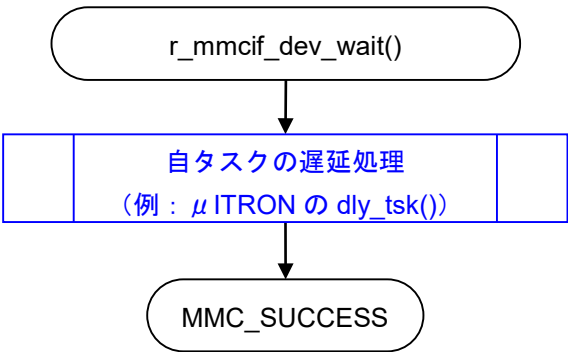 r_mmcif_dev_wait()
自タスクの遅延処理
（例：μITRON の dly_tsk()）
MMC_SUCCESS